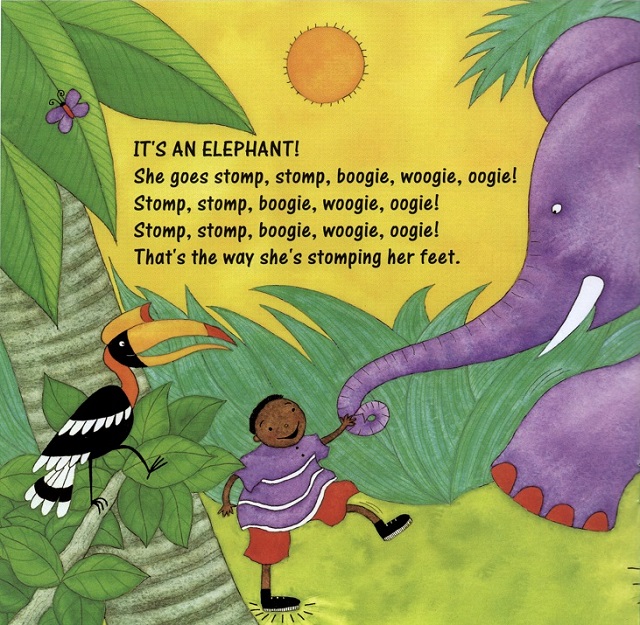 IT'S AN ELEPHANT!
She goes stomp, stomp, boogie, woogie, oogie!
Stomp, stomp, boogie, woogie, oogie!
Stomp, stomp, boogie, woogie, oogie!
That's the way she's stomping her feet.